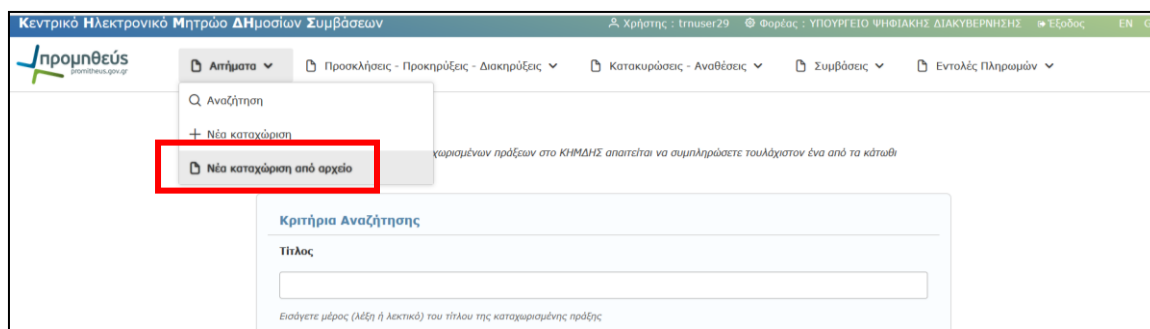 Κεντρικό Ηλεκτρονικό Μητρώο ΔΗμοσίων Συμβάσεων Χρήστης : trnuser29 Φορέας : ΥΠΟΥΡΓΕΙΟ ΨΗΦΙΑΚΗΣ ΔΙΑΚΥΒΕΡΝΗΣΗΣ Έξοδος EN
προμηθεύς
promitheus.gov.gr
Αιτήματα Προσκλήσεις - Προκηρύξεις - Διακηρύξεις Κατακυρώσεις - Αναθέσεις Συμβάσεις Εντολές Πληρωμών
Αναζήτηση
Νέα καταχώριση
χωρισμένων πράξεων στο ΚΗΜΔΗΣ απαιτείται να συμπληρώσετε τουλάχιστον ένα από τα κάτωθι
Νέα καταχώριση από αρχείο
Κριτήρια Αναζήτησης
Τίτλος
Εισάγετε μέρος (λέξη ή λεκτικό) του τίτλου της καταχωρισμένης πράξης